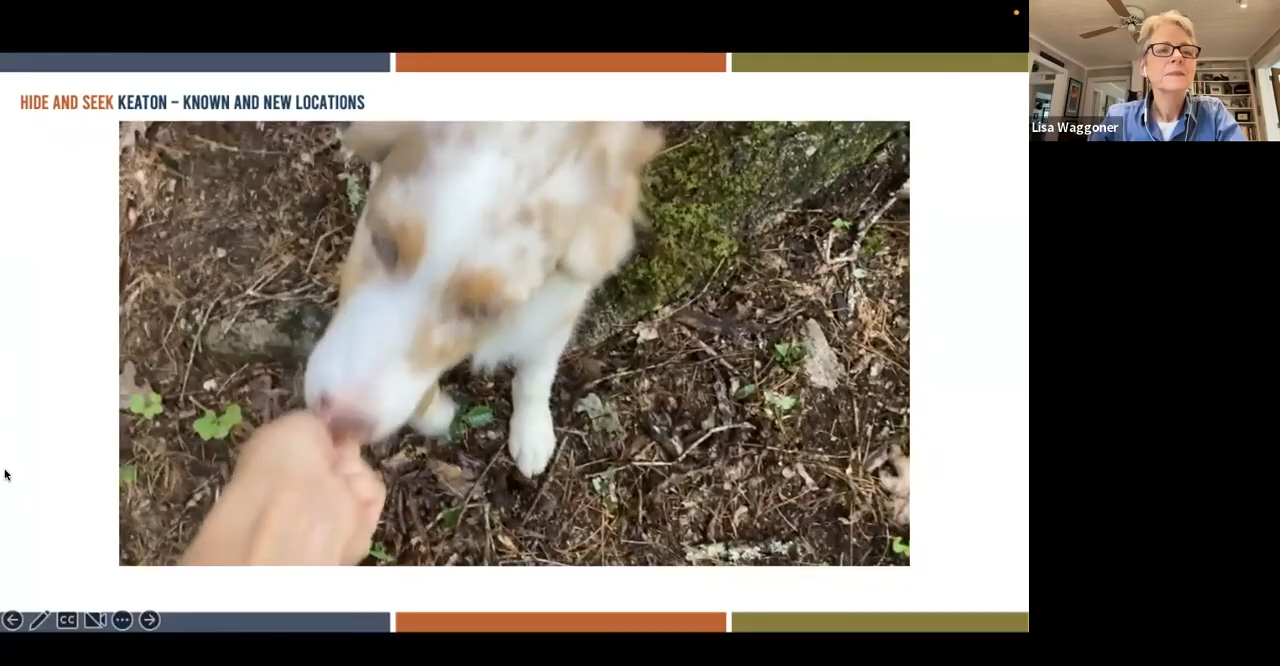 HIDE AND SEEK KEATON – KNOWN AND NEW LOCATIONS
Lisa Waggoner
CC